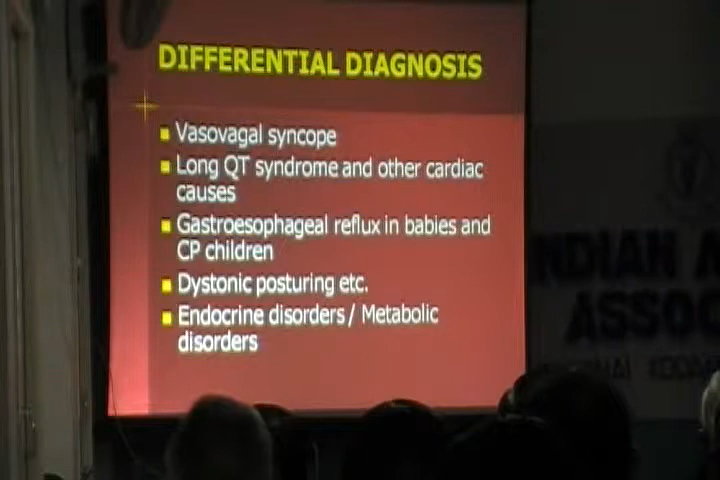 DIFFERENTIAL DIAGNOSIS
Vasovagal syncope
Long QT syndrome and other cardiac
causes
Gastroesophageal reflux in babies and
CP children
Dystonic posturing etc.
Endocrine disorders / Metabolic
disorders
INDIAN
ASSOC